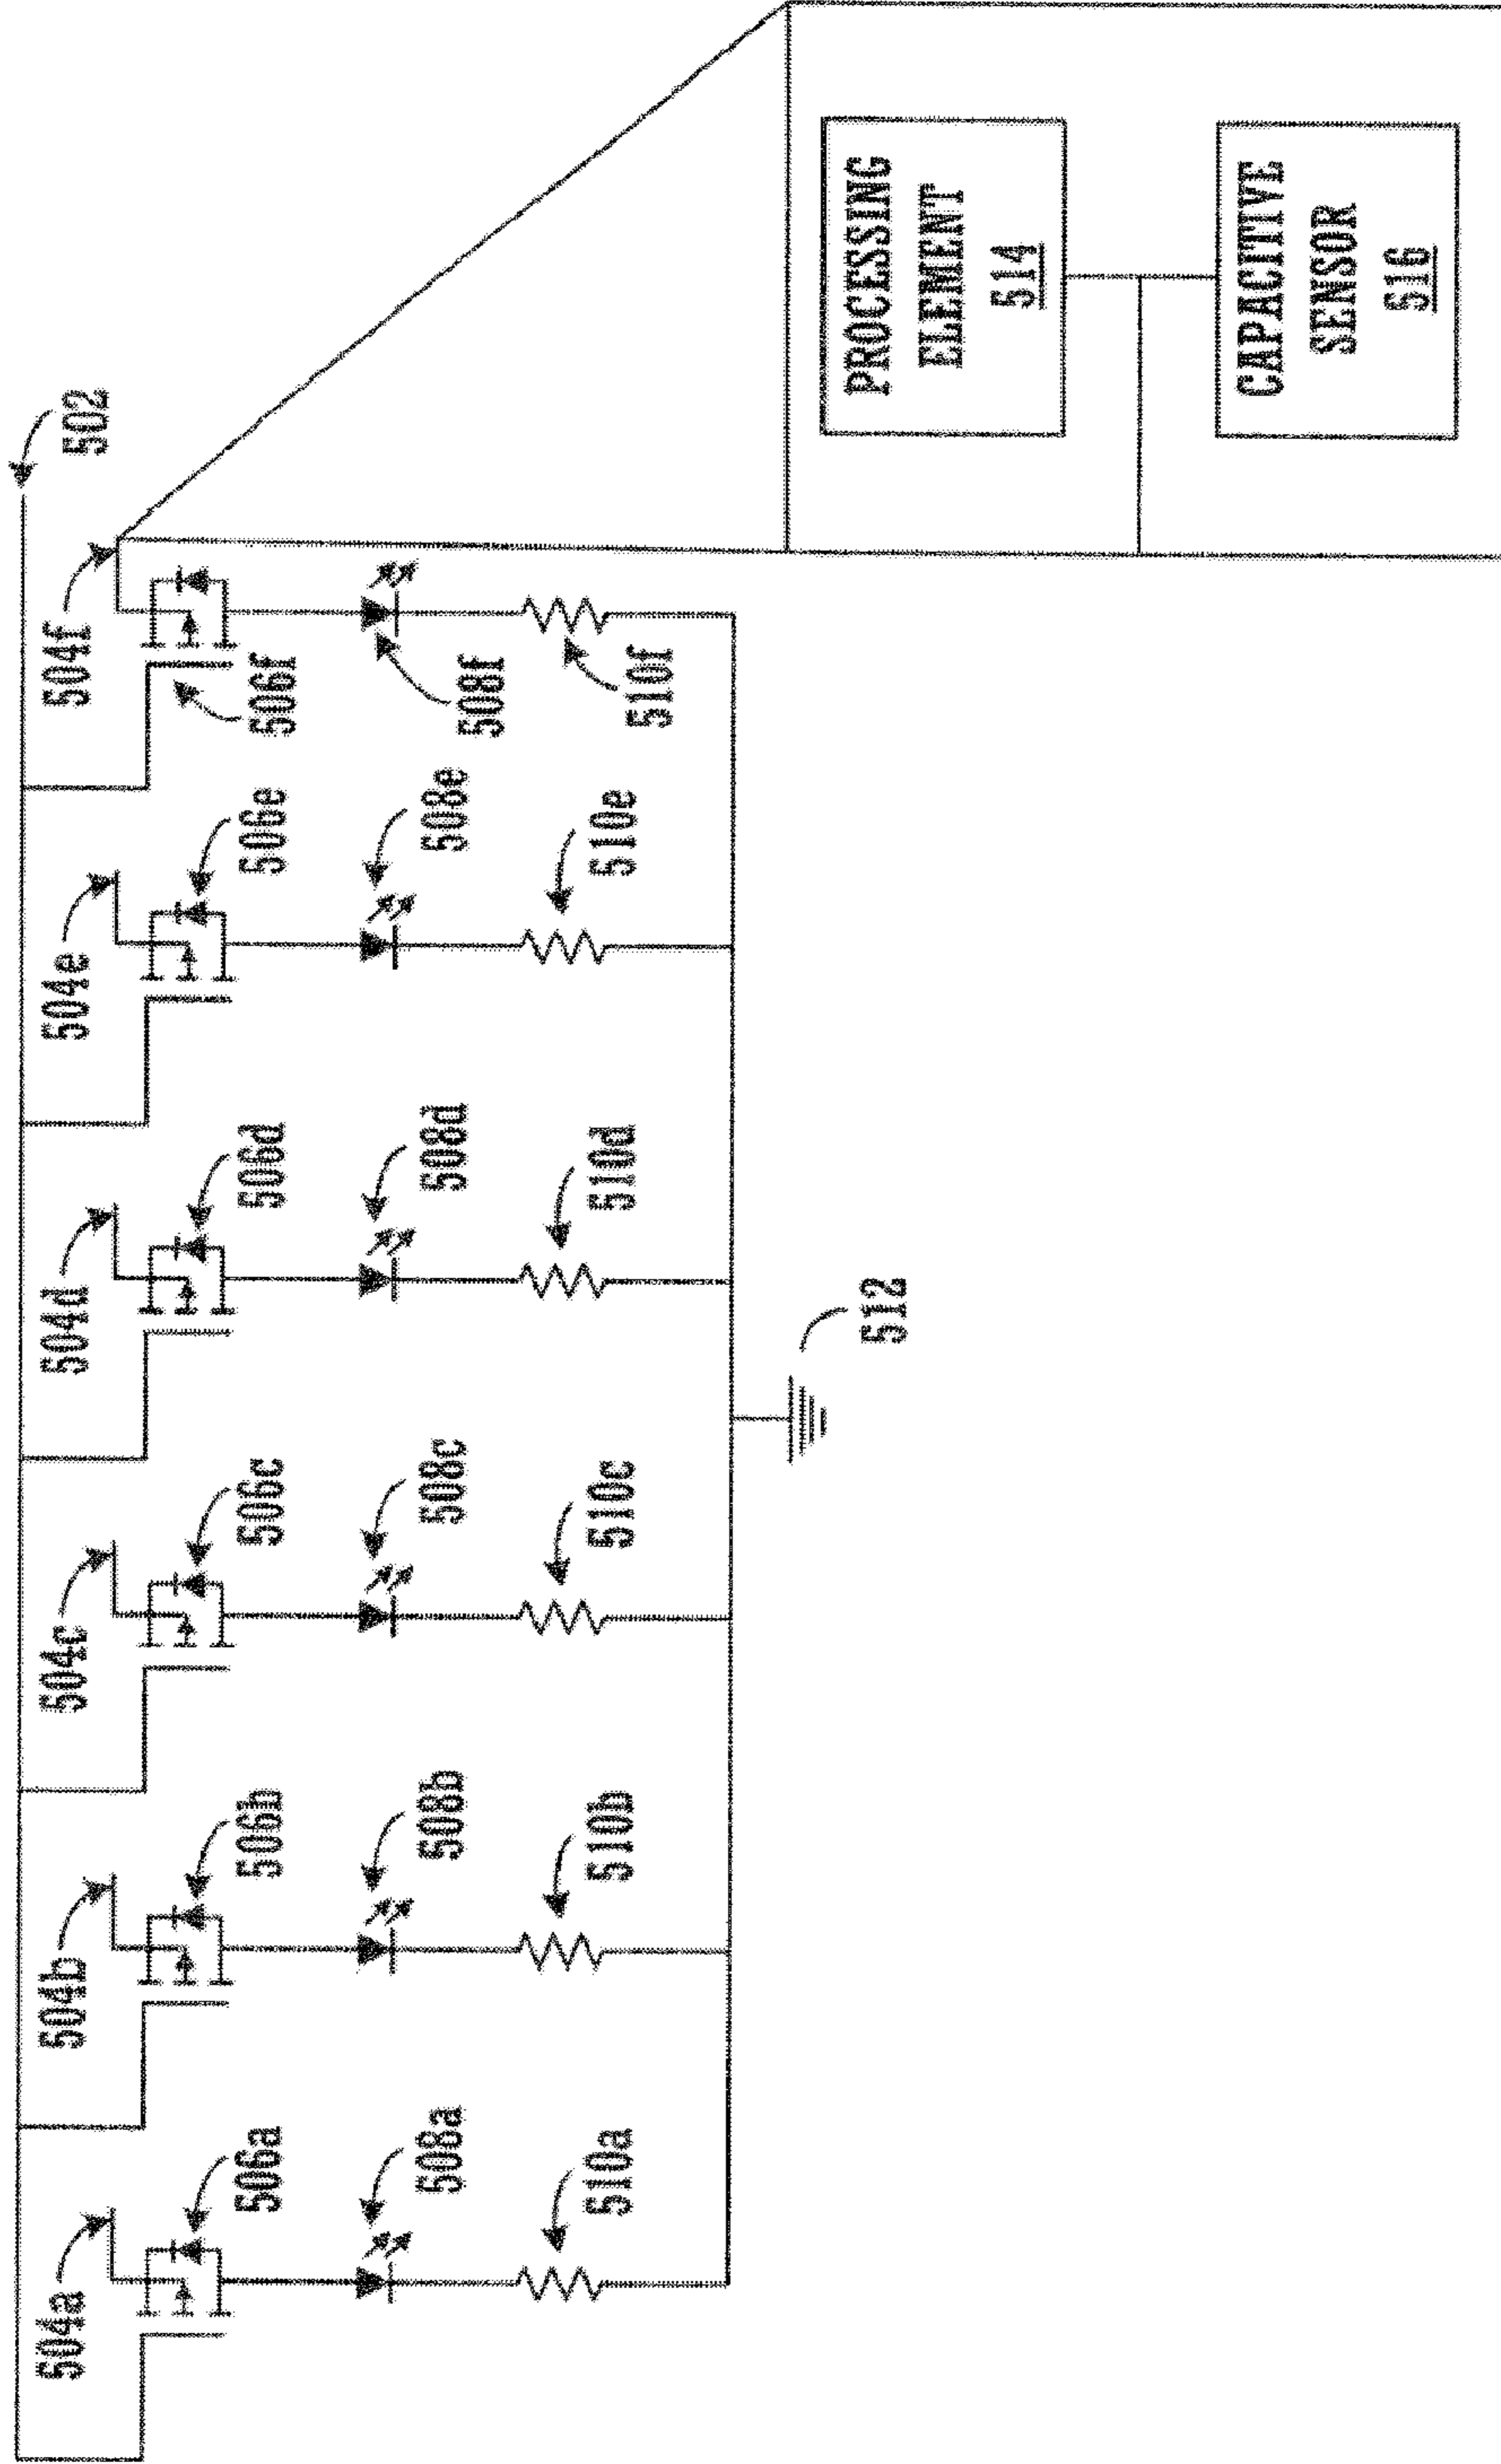 502
504a
504b
504c
504d
504e
504f
506a
506b
506c
506d
506e
506f
508a
508b
508c
508d
508e
508f
510a
510b
510c
510d
510e
510f
512
PROCESSING
ELEMENT
514
CAPACITIVE
SENSOR
516